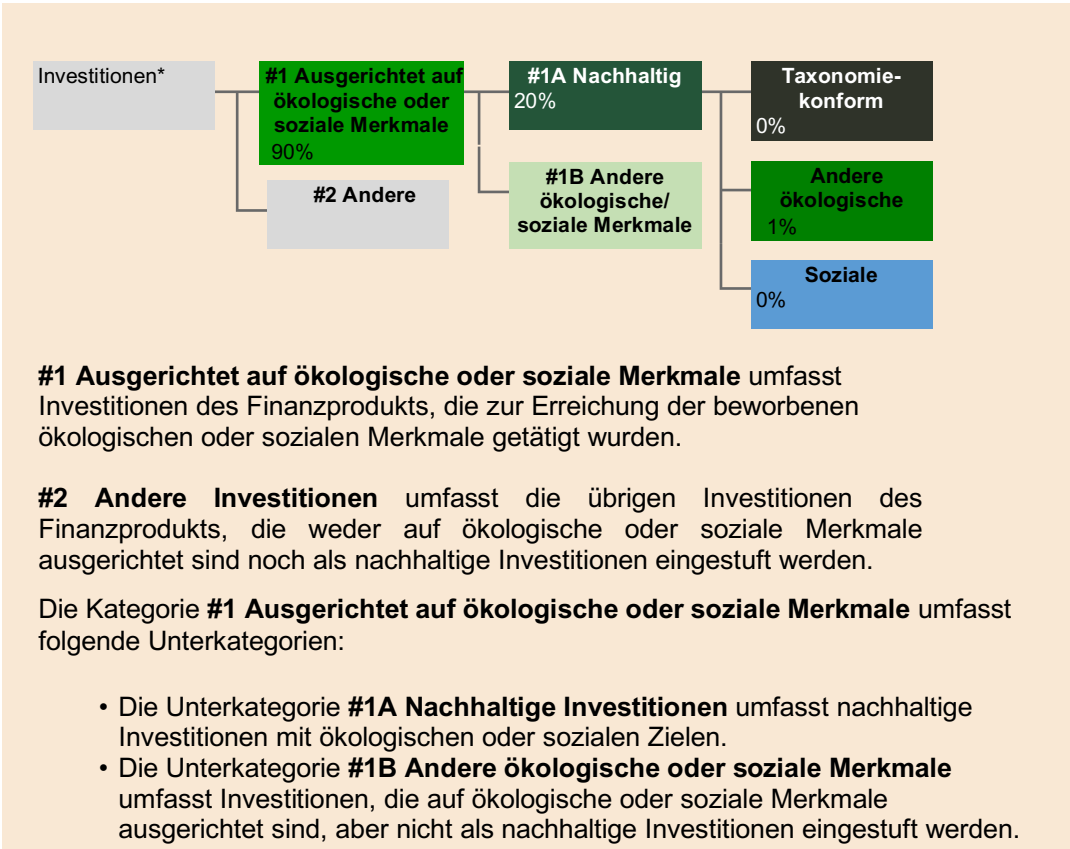 Investitionen*
#1 Ausgerichtet auf
ökologische oder
soziale Merkmale
90%
#2 Andere
#1A Nachhaltig
20%
#1B Andere
ökologische/
soziale Merkmale
Taxonomie-
konform
0%
Andere
ökologische
1%
Soziale
0%
#1 Ausgerichtet auf ökologische oder soziale Merkmale umfasst
Investitionen des Finanzprodukts, die zur Erreichung der beworbenen
ökologischen oder sozialen Merkmale getätigt wurden.
#2 Andere Investitionen umfasst die übrigen Investitionen des
Finanzprodukts, die weder auf ökologische oder soziale Merkmale
ausgerichtet sind noch als nachhaltige Investitionen eingestuft werden.
Die Kategorie #1 Ausgerichtet auf ökologische oder soziale Merkmale umfasst
folgende Unterkategorien:
• Die Unterkategorie #1A Nachhaltige Investitionen umfasst nachhaltige
Investitionen mit ökologischen oder sozialen Zielen.
• Die Unterkategorie #1B Andere ökologische oder soziale Merkmale
umfasst Investitionen, die auf ökologische oder soziale Merkmale
ausgerichtet sind, aber nicht als nachhaltige Investitionen eingestuft werden.